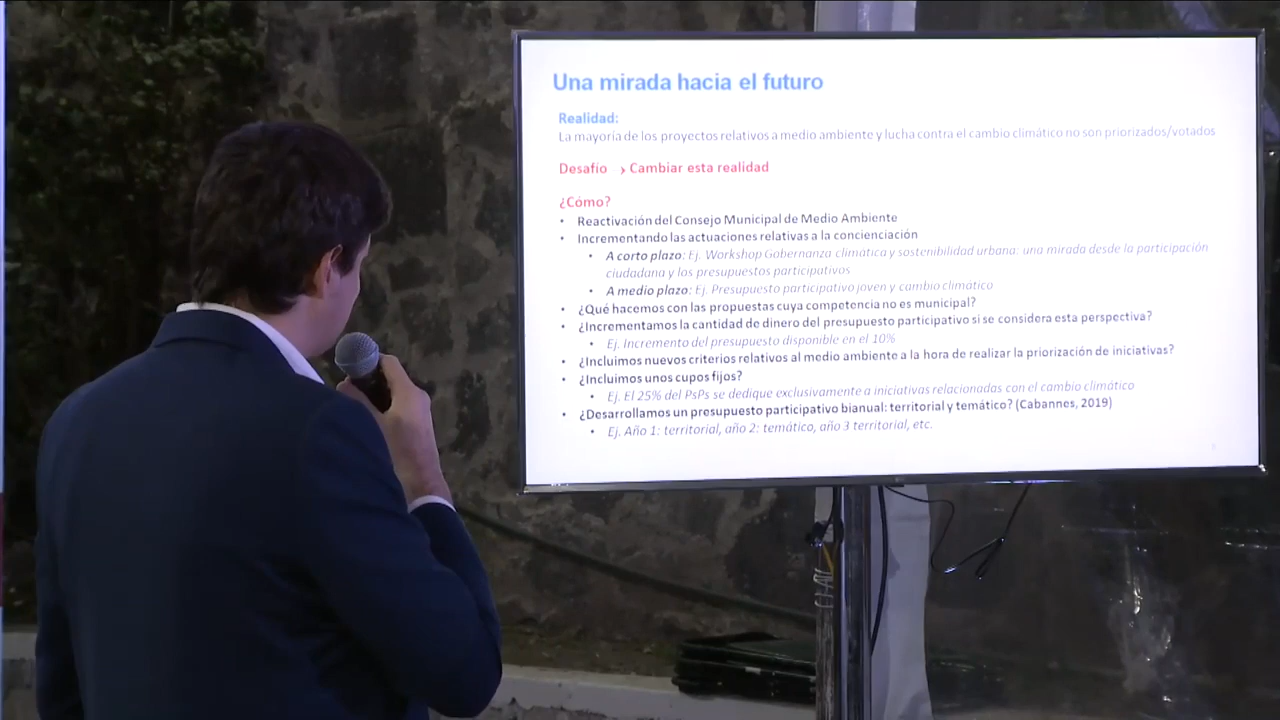 Una mirada hacia el futuro
Realidad:
La mayoría de los proyectos relativos a medio ambiente y lucha contra el cambio climático no son priorizados/votados
Desafío › Cambiar esta realidad
¿Cómo?
• Reactivación del Consejo Municipal de Medio Ambiente
• Incrementando las actuaciones relativas a la concienciación
• A corto plazo: Ej. Workshop Gobernanza climática y sostenibilidad urbana: una mirada desde la participación
ciudadana y los presupuestos participativos
• A medio plazo: Ej. Presupuesto participativo joven y cambio climático
• ¿Qué hacemos con las propuestas cuya competencia no es municipal?
• ¿Incrementamos la cantidad de dinero del presupuesto participativo si se considera esta perspectiva?
• Ej. Incremento del presupuesto disponible en el 10%
• ¿Incluimos nuevos criterios relativos al medio ambiente a la hora de realizar la priorización de iniciativas?
• ¿Incluimos unos cupos fijos?
• Ej. El 25% del PsPs se dedique exclusivamente a iniciativas relacionadas con el cambio climático
• ¿Desarrollamos un presupuesto participativo bianual: territorial y temático? (Cabannes, 2019)
• Ej. Año 1: territorial, año 2: temático, año 3 territorial, etc.